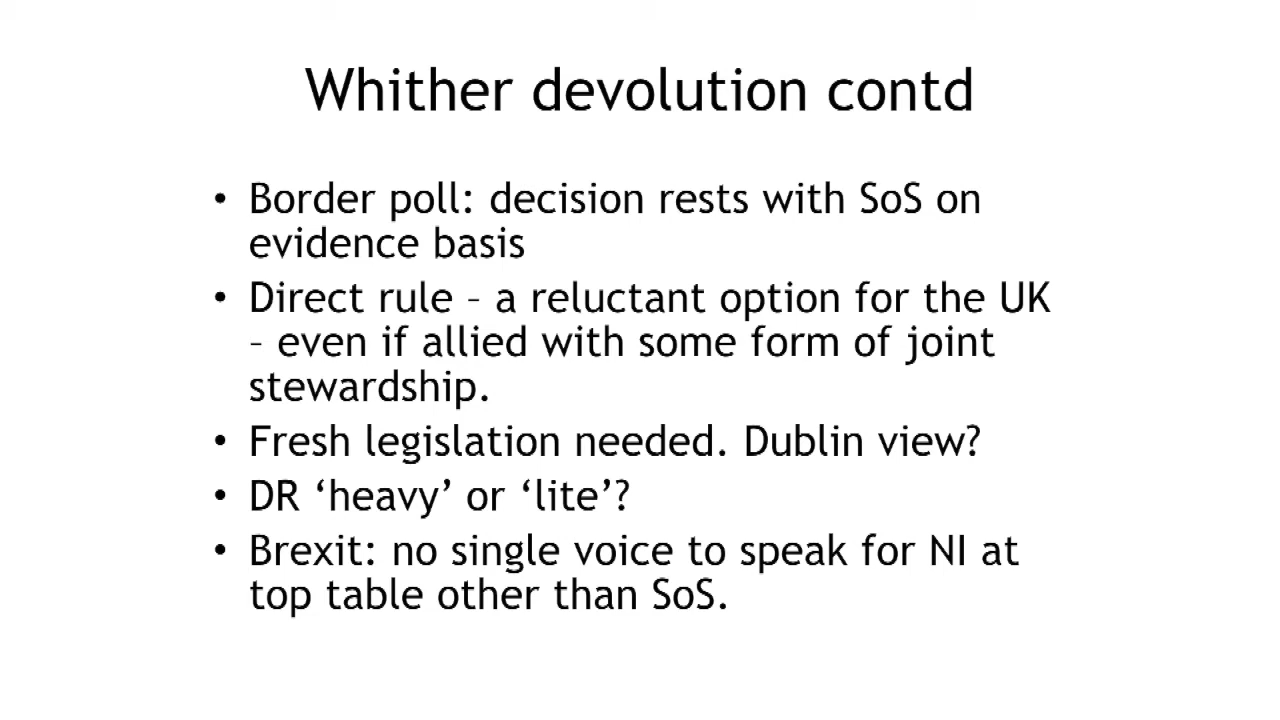 Whither devolution contd
• Border poll: decision rests with SoS on
evidence basis
• Direct rule – a reluctant option for the UK
– even if allied with some form of joint
stewardship.
• Fresh legislation needed. Dublin view?
• DR ‘heavy’ or ‘lite’?
• Brexit: no single voice to speak for NI at
top table other than SoS.